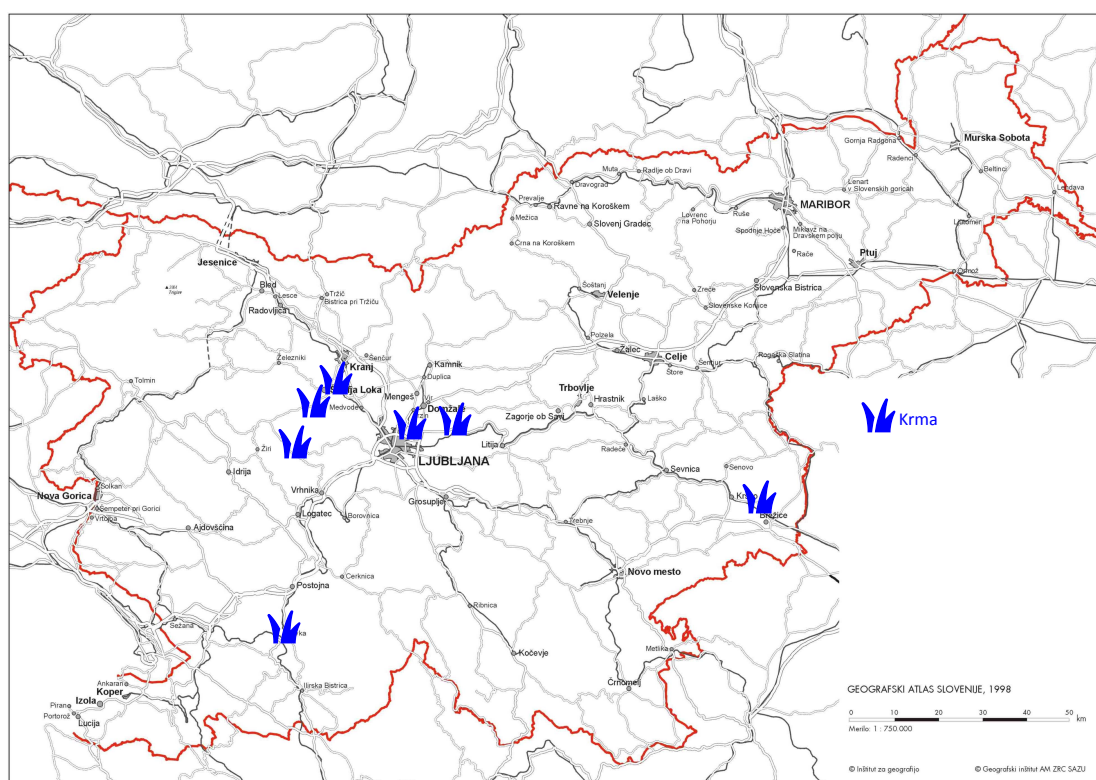 Murska Sobota
Gornja Radgona
Radenci
Beltinci
Lendava
Ljutomer
Ormož
Lenart
v Slovenskih goricah
MARIBOR
Ruše
Lovrenc
na Pohorju
Spodnje Hoče
Miklavž na
Dravskem polju
Rače
Ptuj
Muta
Radlje ob Dravi
Dravograd
Prevalje
Ravne na Koroškem
Mežica
Slovenj Gradec
Črna na Koroškem
Jesenice
Bled
Lesce
Radovljica
Tržič
Bistrica pri Tržiču
Šoštanj
Velenje
Zreče
Slovenske Konjice
Slovenska Bistrica
Polzela
Žalec
Celje
Šentjur
Štore
Rogaška Slatina
Železniki
Kranj
Šenčur
Kamnik
Duplica
Mengeš
Vir
Domžale
Loka
Medvode
Tolmin
Trbovlje
Hrastnik
Zagorje ob Savi
Laško
Radeče
Litija
LJUBLJANA
Žiri
Idrija
Vrhnika
Logatec
Borovnica
Grosuplje
Sevnica
Senovo
Brežice
Trebnje
Novo mesto
Solkan
Nova Gorica
Šempeter pri Gorici
Vrtojba
Ajdovščina
Postojna
Cerknica
Ribnica
Kočevje
Metlika
Črnomelj
Sežana
Ilirska Bistrica
Ankaran
Koper
Izola
Piran
Portorož
Lucija
Krma
GEOGRAFSKI ATLAS SLOVENIJE, 1998
0 10 20 30 40 50 km
Merilo: 1 : 750.000
© Inštitut za geografijo
© Geografski inštitut AM ZRC SAZU